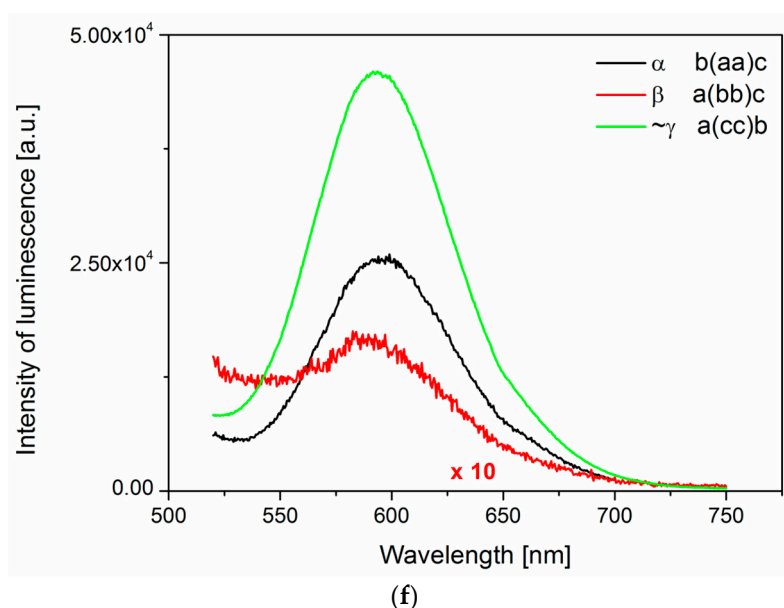 5.00x10⁴
2.50x10⁴
0.00
Intensity of luminescence [a.u.]
α b(aa)c
β a(bb)c
~γ a(cc)b
x 10
500 550 600 650 700 750
Wavelength [nm]
(f)